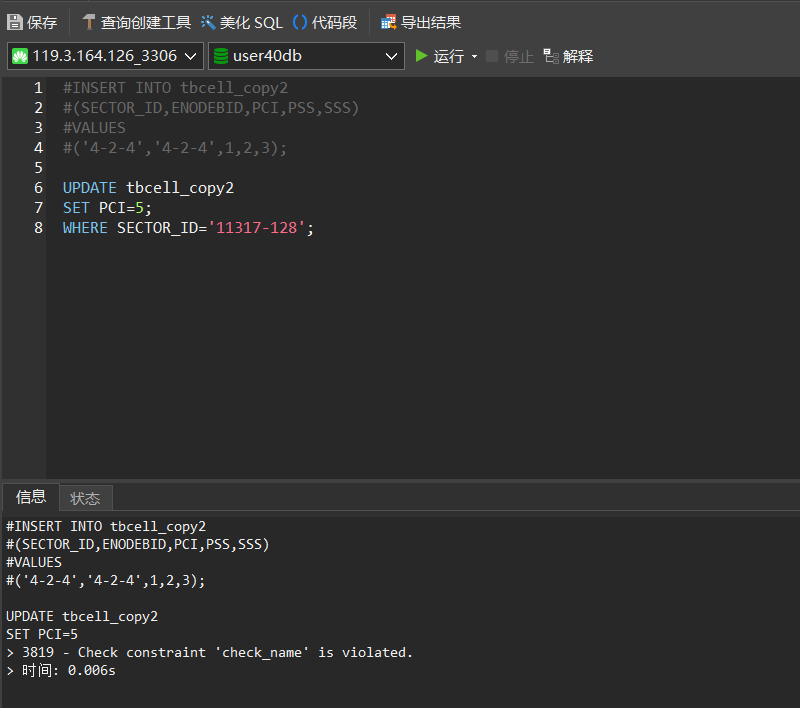 保存 查询创建工具 美化 SQL () 代码段 导出结果
119.3.164.126_3306 user40db 运行 停止 解释
1 #INSERT INTO tbcell_copy2
2 #(SECTOR_ID,ENODEBID,PCI,PSS,SSS)
3 #VALUES
4 #('4-2-4','4-2-4',1,2,3);
5
6 UPDATE tbcell_copy2
7 SET PCI=5;
8 WHERE SECTOR_ID='11317-128';
信息 状态
#INSERT INTO tbcell_copy2
#(SECTOR_ID,ENODEBID,PCI,PSS,SSS)
#VALUES
#('4-2-4','4-2-4',1,2,3);
UPDATE tbcell_copy2
SET PCI=5
> 3819 - Check constraint 'check_name' is violated.
> 时间: 0.006s